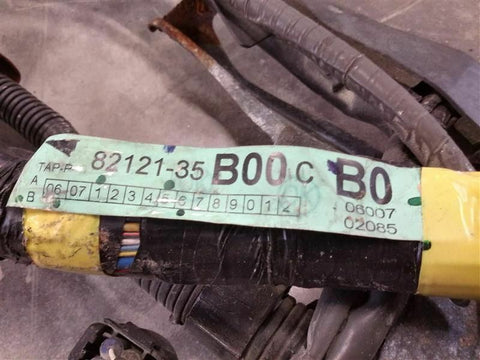 TAP-P 82121-35 B00 C B0
A 06-07 1 2 3 4 5 6 7 8 9 0 1 2
B
06007
02085